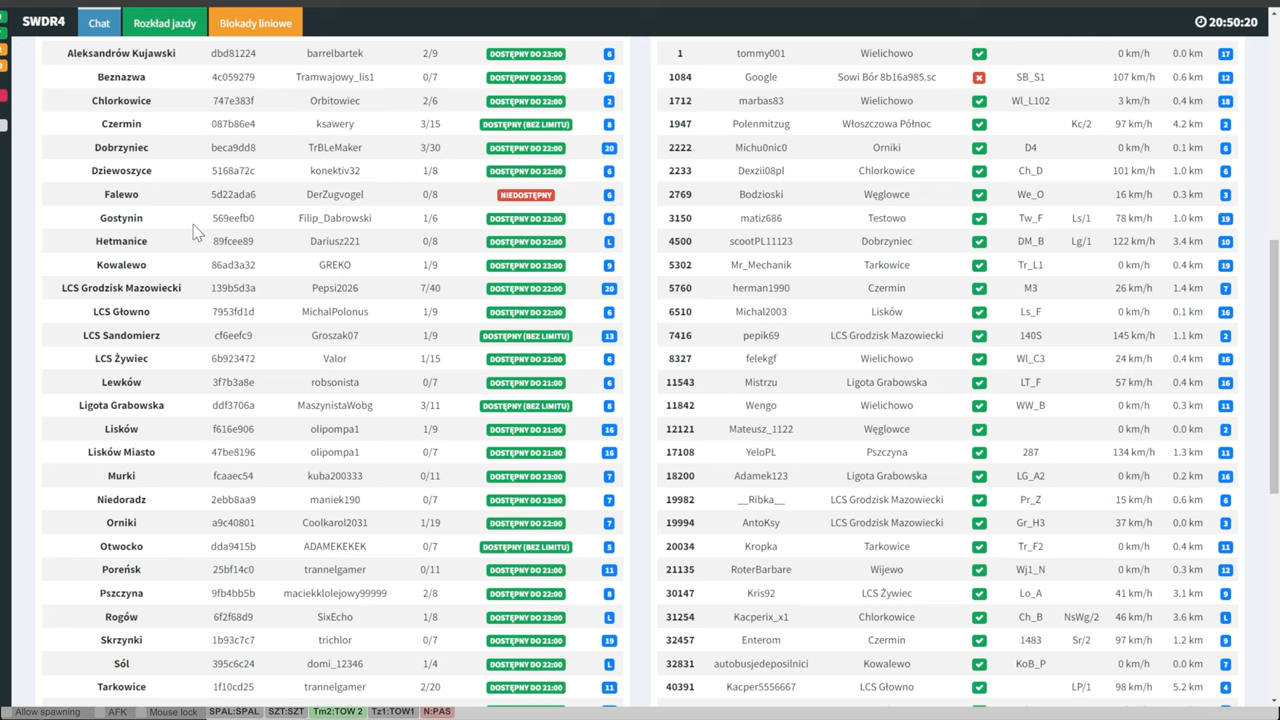 SWDR4 Chat Rozkład jazdy Blokady liniowe 20:50:20
Aleksandrów Kujawski dbd81224 barrelbartek 2/9 DOSTĘPNY DO 23:00 6
Beznazwa 4c059279 Tramwajowy_lis1 0/7 DOSTĘPNY DO 23:00 7
Chlorkowice 747e383f Orbitowiec 2/6 DOSTĘPNY DO 22:00 2
Czermin 087b86e4 ksawery 3/15 DOSTĘPNY (BEZ LIMITU) 8
Dobrzyniec beca9dd8 TrBLeMaker 3/30 DOSTĘPNY DO 22:00 20
Dziewoszyce 5168a72c konektiv32 1/8 DOSTĘPNY DO 22:00 6
Falewo 5d22ada6 DerZugvogel 0/8 NIEDOSTĘPNY 6
Gostynin 569eefb0 Filip_Dabrowski 1/6 DOSTĘPNY DO 22:00 6
Hetmanice 89fcee89 Dariusz221 0/8 DOSTĘPNY DO 22:00 L
Kowalewo 86ad3a32 GREKO 1/9 DOSTĘPNY DO 23:00 9
LCS Grodzisk Mazowiecki 139b5d3a Pepsi2026 7/40 DOSTĘPNY DO 22:00 20
LCS Głowno 7953fd1d MichalPolonus 1/9 DOSTĘPNY DO 22:00 6
LCS Sandomierz cf6eefc9 Groszak07 1/9 DOSTĘPNY (BEZ LIMITU) 13
LCS Żywiec 6b923472 Valor 1/15 DOSTĘPNY DO 22:00 6
Lewków 3f7b3a8e robsonista 0/7 DOSTĘPNY DO 21:00 6
Ligota Grabowska ddf3706a MaszynistaWobg 3/11 DOSTĘPNY (BEZ LIMITU) 8
Lisków f616e906 olipompa1 1/9 DOSTĘPNY DO 21:00 16
Lisków Miasto 47be8196 olipompa1 0/7 DOSTĘPNY DO 21:00 16
Murki fcaaec54 kuba200333 0/11 DOSTĘPNY DO 23:00 7
Niedoradz 2ebb8aa9 maniek190 0/7 DOSTĘPNY DO 23:00 7
Orniki a9c40801 Coolkarol2031 1/19 DOSTĘPNY DO 22:00 7
Otwocko dda9415b ADAMEKEKEK 0/7 DOSTĘPNY (BEZ LIMITU) 5
Poreńsk 25bf14c0 trannelgamer 0/11 DOSTĘPNY DO 21:00 11
Pszczyna 9fb4bb5b maciekklolejowy99999 2/8 DOSTĘPNY DO 22:00 8
Rogów 6f2f68d9 SixEcho 1/8 DOSTĘPNY DO 23:00 L
Skrzynki 1b93c7c7 trichlor 0/7 DOSTĘPNY DO 21:00 19
Sól 395c6c24 domi_12346 1/4 DOSTĘPNY DO 22:00 L
Tarkowice 1f10cd25 trannelgamer 2/20 DOSTĘPNY DO 21:00 11
1 tommy001 Wielichowo 0 km/h 0.0 km 17
1084 Google Sowi Bór 8b16a985.sc SB_S1 107 km/h 0.6 km 12
1712 marbas83 Wielichowo Wl_L102 3 km/h 0.4 km 18
1947 Polenmitzug Włoszczowa Północ Kc/2 97 km/h 4.2 km 2
2222 Michu0nic0 Orniki D4 0 km/h 0.1 km 6
2233 Dexzii08pl Chlorkowice Ch_D 101 km/h 1.0 km 6
2769 Bodzioski Węglowce We_O 16 km/h 0.3 km 3
3150 matiz686 Testowo Tw_F Ls/1 78 km/h 1.0 km 19
4500 scootPL11123 Dobrzyniec DM_B Lg/1 122 km/h 3.4 km 10
5302 Mr_Mechanik Tarkowice Tr_L1 0 km/h 0.0 km 19
5760 herman1990 Czermin M3 26 km/h 1.4 km 7
6510 Michal2003 Lisków Ls_F 0 km/h 0.1 km 16
7416 pepik69 LCS Grodzisk Mazowiecki 140S 145 km/h 1.1 km 2
8327 felekgf Wielichowo Wl_C3 24 km/h 0.4 km 16
11543 Mistrzu Ligota Grabowska LT_F 57 km/h 0.4 km 16
11842 Wengo Wielichowo WW_B 0 km/h 0.3 km 11
12121 Mateusz_1122 Węglowce 0 km/h 0.0 km 2
17108 YeloPL Pszczyna 287 134 km/h 1.3 km 11
18200 Adamek123 Ligota Grabowska LG_A2 0 km/h 0.2 km 16
19982 __Ribka__ LCS Grodzisk Mazowiecki Pr_Z 15 km/h 0.6 km 6
19994 AntoKsy LCS Grodzisk Mazowiecki Gr_H3 37 km/h 0.0 km 3
20034 Kropka Tarkowice Tr_F2 0 km/h 0.4 km 11
21135 RoterBarbare Wijewo Wj1_N 0 km/h 0.3 km 12
30147 Kris92 LCS Żywiec Lo_A 41 km/h 3.1 km 9
31254 Kacperix_x1 Chlorkowice Ch_B NsWg/2 46 km/h 3.6 km L
32457 Enterom Czermin 1483 Sr/2 97 km/h 1.2 km 9
32831 autobusjedeposilnici Kowalewo KoB_P 0 km/h 0.0 km 7
40391 Kacper5556667 LCS Głowno LP/1 98 km/h 5.2 km 4
Allow spawning AFK Mouse lock SPAL:SPAL SZT:SZT Tm2:TOW 2 Tz1:TOW1 N:PAS